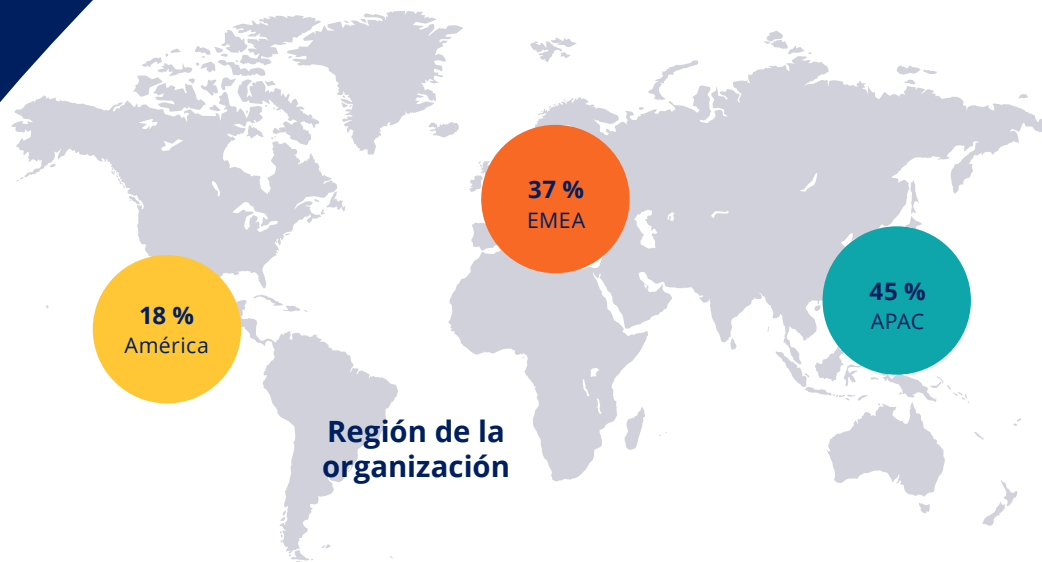 37 %
EMEA
45 %
APAC
18 %
América
Región de la
organización